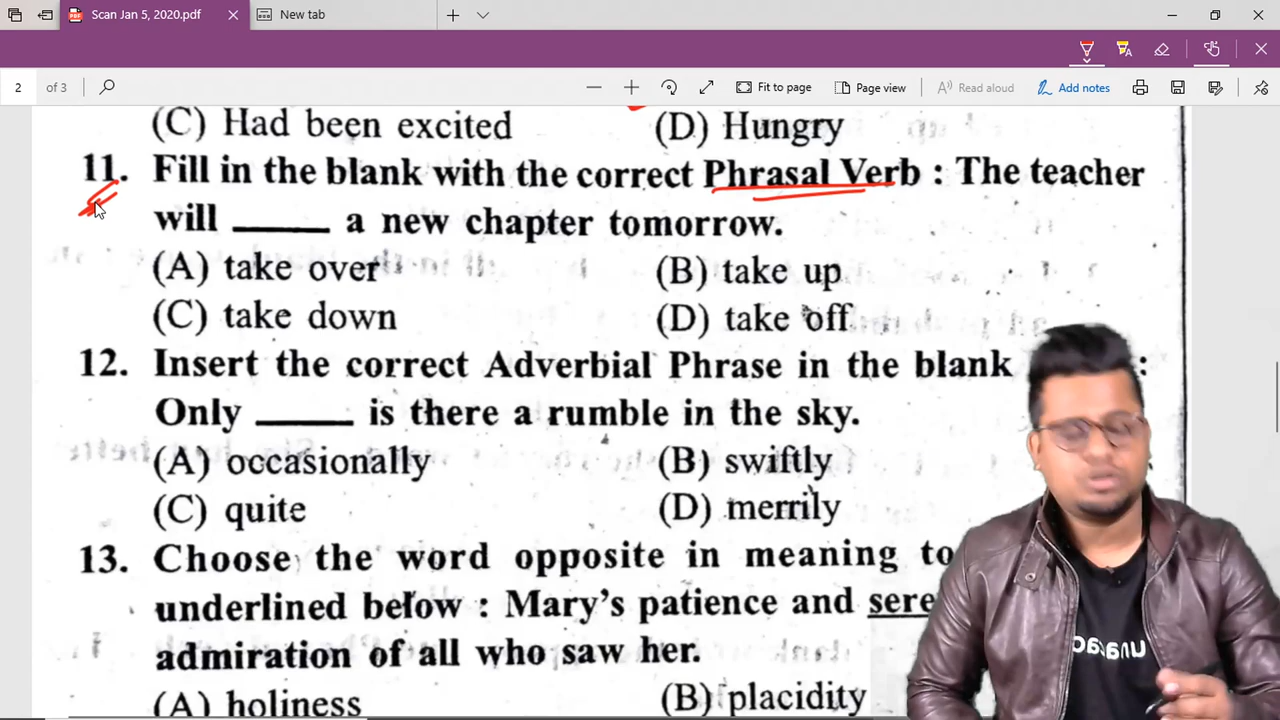 Scan Jan 5, 2020.pdf
New tab
2 of 3 Fit to page Page view Read aloud Add notes
(C) Had been excited (D) Hungry
11. Fill in the blank with the correct Phrasal Verb : The teacher
will ____ a new chapter tomorrow.
(A) take over (B) take up
(C) take down (D) take off
12. Insert the correct Adverbial Phrase in the blank :
Only ____ is there a rumble in the sky.
(A) occasionally (B) swiftly
(C) quite (D) merrily
13. Choose the word opposite in meaning to
underlined below : Mary's patience and
admiration of all who saw her.
(A) holiness (B) placidity